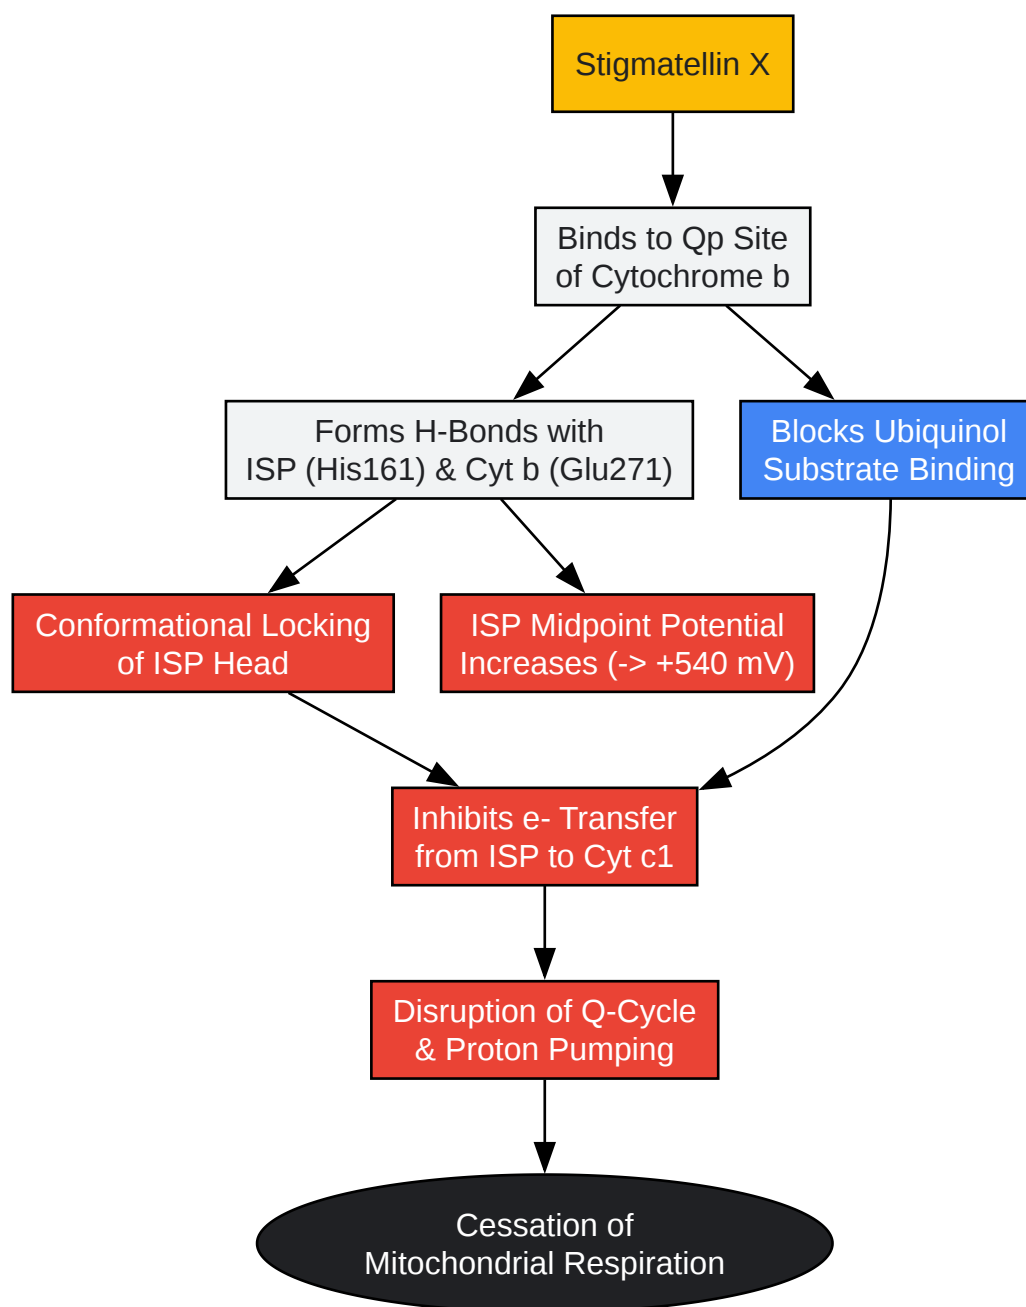 Stigmatellin X
Binds to Qp Site
of Cytochrome b
Forms H-Bonds with
ISP (His161) & Cyt b (Glu271)
Blocks Ubiquinol
Substrate Binding
Conformational Locking
of ISP Head
ISP Midpoint Potential
Increases (-> +540 mV)
Inhibits e- Transfer
from ISP to Cyt c1
Disruption of Q-Cycle
& Proton Pumping
Cessation of
Mitochondrial Respiration